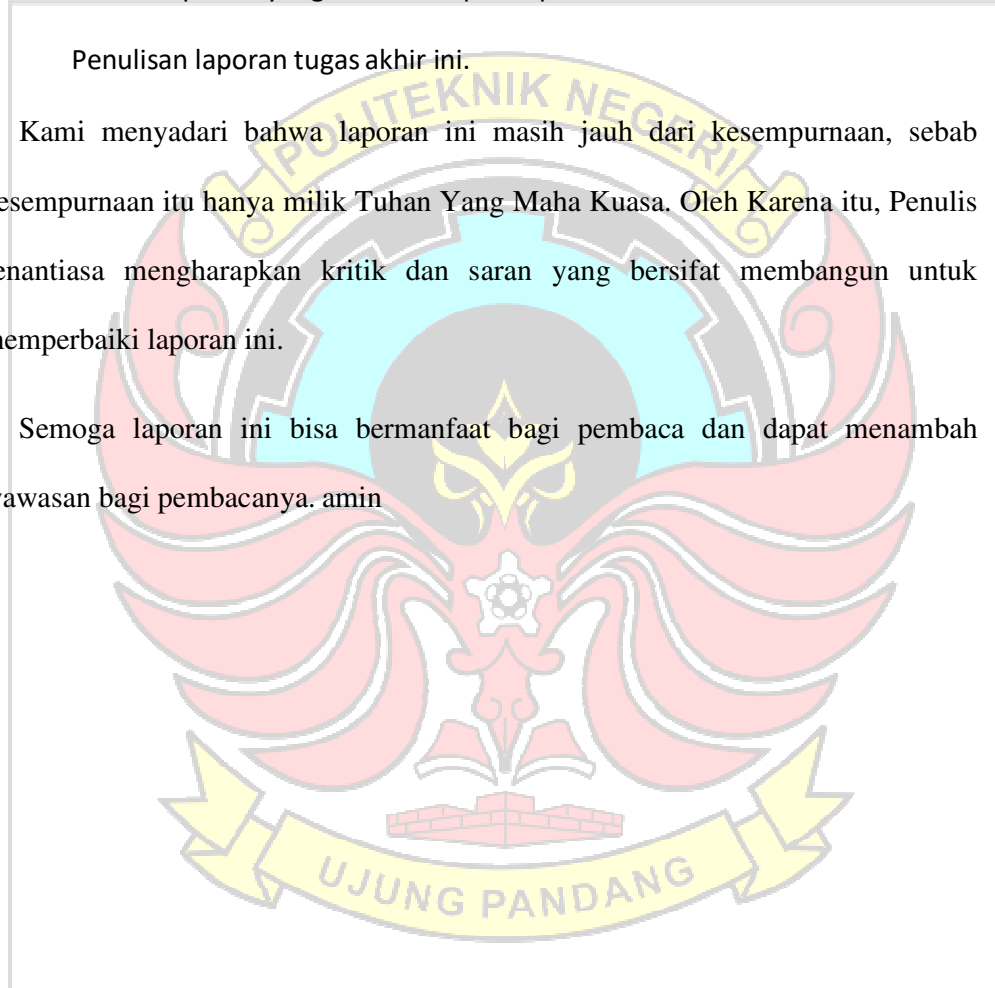 Penulisan laporan tugas akhir ini.
POLITEKNIK NEGERI
Kami menyadari bahwa laporan ini masih jauh dari kesempurnaan, sebab
esempurnaan itu hanya milik Tuhan Yang Maha Kuasa. Oleh Karena itu, Penulis
enantiasa mengharapkan kritik dan saran yang bersifat membangun untuk
memperbaiki laporan ini.
Semoga laporan ini bisa bermanfaat bagi pembaca dan dapat menambah
wawasan bagi pembacanya. amin
UJUNG PANDANG